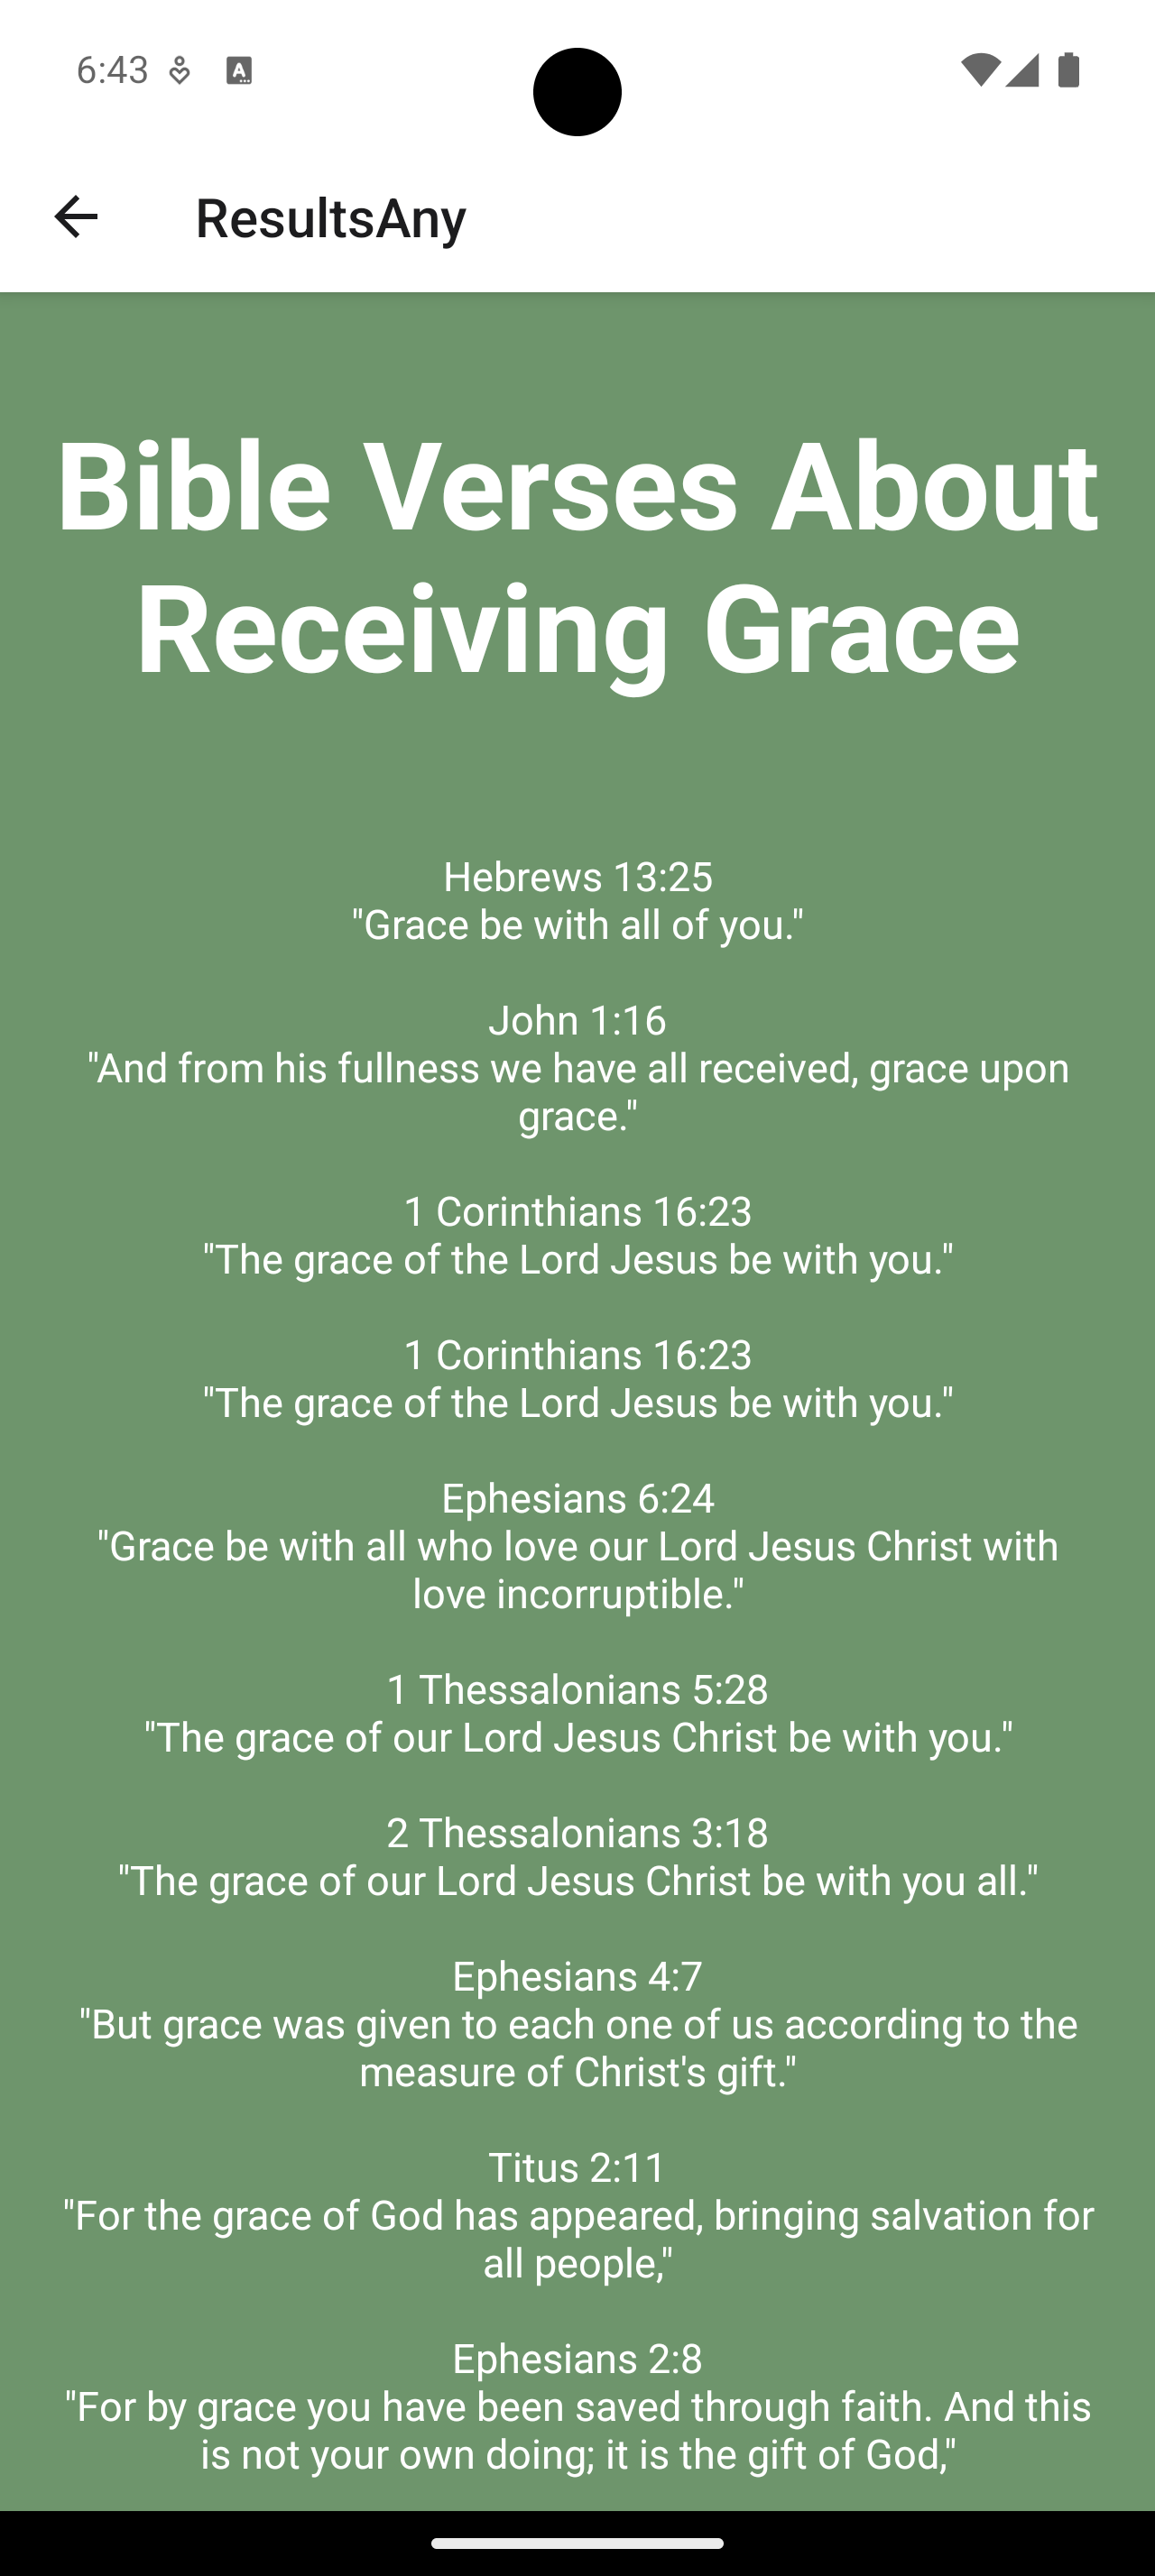 6:43
ResultsAny
Bible Verses About
Receiving Grace
Hebrews 13:25
"Grace be with all of you."
John 1:16
"And from his fullness we have all received, grace upon
grace."
1 Corinthians 16:23
"The grace of the Lord Jesus be with you."
1 Corinthians 16:23
"The grace of the Lord Jesus be with you."
Ephesians 6:24
"Grace be with all who love our Lord Jesus Christ with
love incorruptible."
1 Thessalonians 5:28
"The grace of our Lord Jesus Christ be with you."
2 Thessalonians 3:18
"The grace of our Lord Jesus Christ be with you all."
Ephesians 4:7
"But grace was given to each one of us according to the
measure of Christ's gift."
Titus 2:11
"For the grace of God has appeared, bringing salvation for
all people,"
Ephesians 2:8
"For by grace you have been saved through faith. And this
is not your own doing; it is the gift of God,"